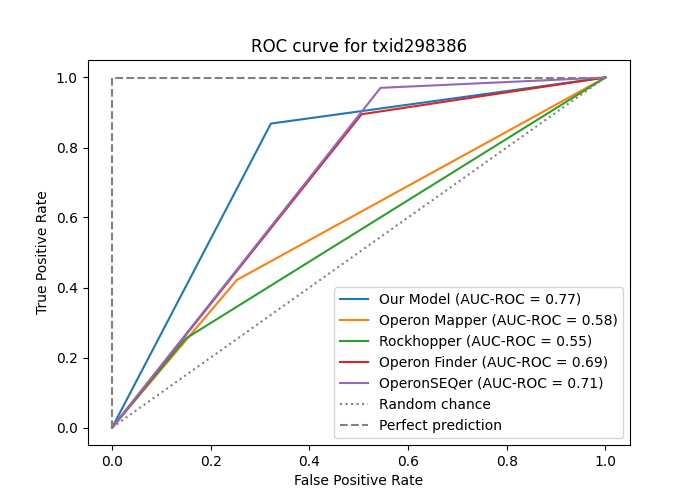 ROC curve for txid298386
True Positive Rate
1.0
0.8
0.6
0.4
0.2
0.0
Our Model (AUC-ROC = 0.77)
Operon Mapper (AUC-ROC = 0.58)
Rockhopper (AUC-ROC = 0.55)
Operon Finder (AUC-ROC = 0.69)
OperonSEQer (AUC-ROC = 0.71)
Random chance
Perfect prediction
0.0 0.2 0.4 0.6 0.8 1.0
False Positive Rate